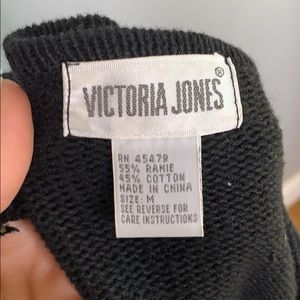 VICTORIA JONES®
RN 45479
55% RAMIE
45% COTTON
MADE IN CHINA
SIZE: M
SEE REVERSE FOR
CARE INSTRUCTIONS